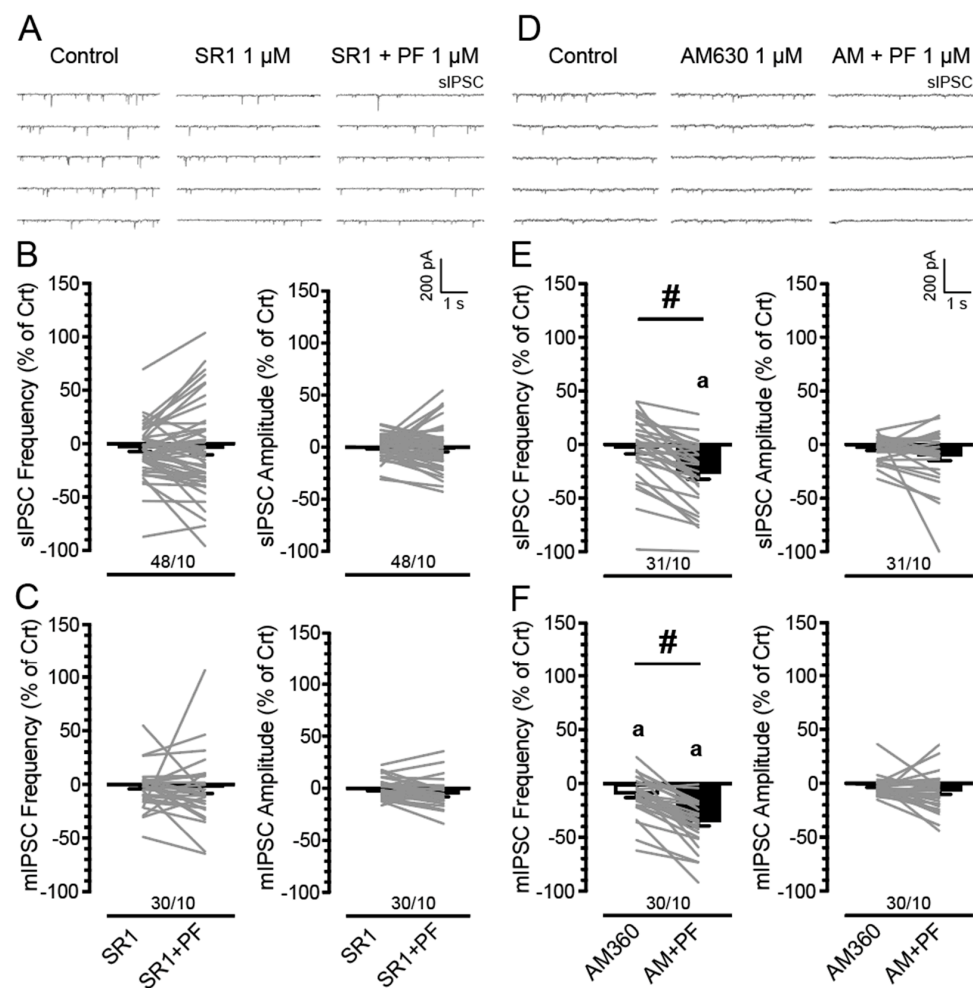 A
Control
SR1 1 µM
SR1 + PF 1 µM
sIPSC
D
Control
AM630 1 µM
AM + PF 1 µM
sIPSC
B
sIPSC Frequency (% of Crt)
150
100
50
0
-50
-100
48/10
sIPSC Amplitude (% of Crt)
150
100
50
0
-50
-100
48/10
200 pA
1 s
E
sIPSC Frequency (% of Crt)
150
100
50
0
-50
-100
#
a
31/10
sIPSC Amplitude (% of Crt)
150
100
50
0
-50
-100
31/10
200 pA
1 s
C
mIPSC Frequency (% of Crt)
150
100
50
0
-50
-100
30/10
SR1
SR1+PF
mIPSC Amplitude (% of Crt)
150
100
50
0
-50
-100
30/10
SR1
SR1+PF
F
mIPSC Frequency (% of Crt)
150
100
50
0
-50
-100
#
a
a
30/10
AM360
AM+PF
mIPSC Amplitude (% of Crt)
150
100
50
0
-50
-100
30/10
AM360
AM+PF